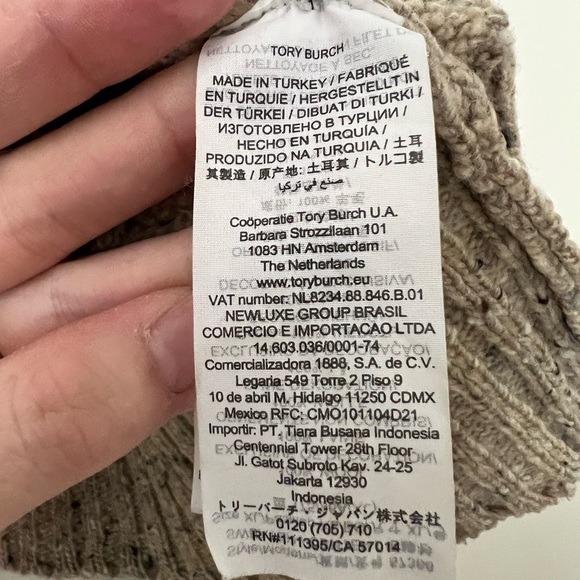 TORY BURCH
MADE IN TURKEY / FABRIQUÉ
EN TURQUIE / HERGESTELLT IN
DER TÜRKEI / DIBUAT DI TURKI /
ИЗГОТОВЛЕНО В ТУРЦИИ /
HECHO EN TURQUÍA /
PRODUZIDO NA TURQUIA / 土耳
其製造 / 原产地: 土耳其 / トルコ製
صنع في تركيا
Coöperatie Tory Burch U.A.
Barbara Strozzilaan 101
1083 HN Amsterdam
The Netherlands
www.toryburch.eu
VAT number: NL8234.88.846.B.01
NEWLUXE GROUP BRASIL
COMERCIO E IMPORTACAO LTDA
14.603.036/0001-74
Comercializadora 1888, S.A. de C.V.
Legaria 549 Torre 2 Piso 9
10 de abril M. Hidalgo 11250 CDMX
Mexico RFC: CMO101104D21
Importir: PT. Tiara Busana Indonesia
Centennial Tower 28th Floor
Jl. Gatot Subroto Kav. 24-25
Jakarta 12930
Indonesia
トリーバーチ・ジャパン株式会社
0120 (705) 710
RN#111395/CA 57014